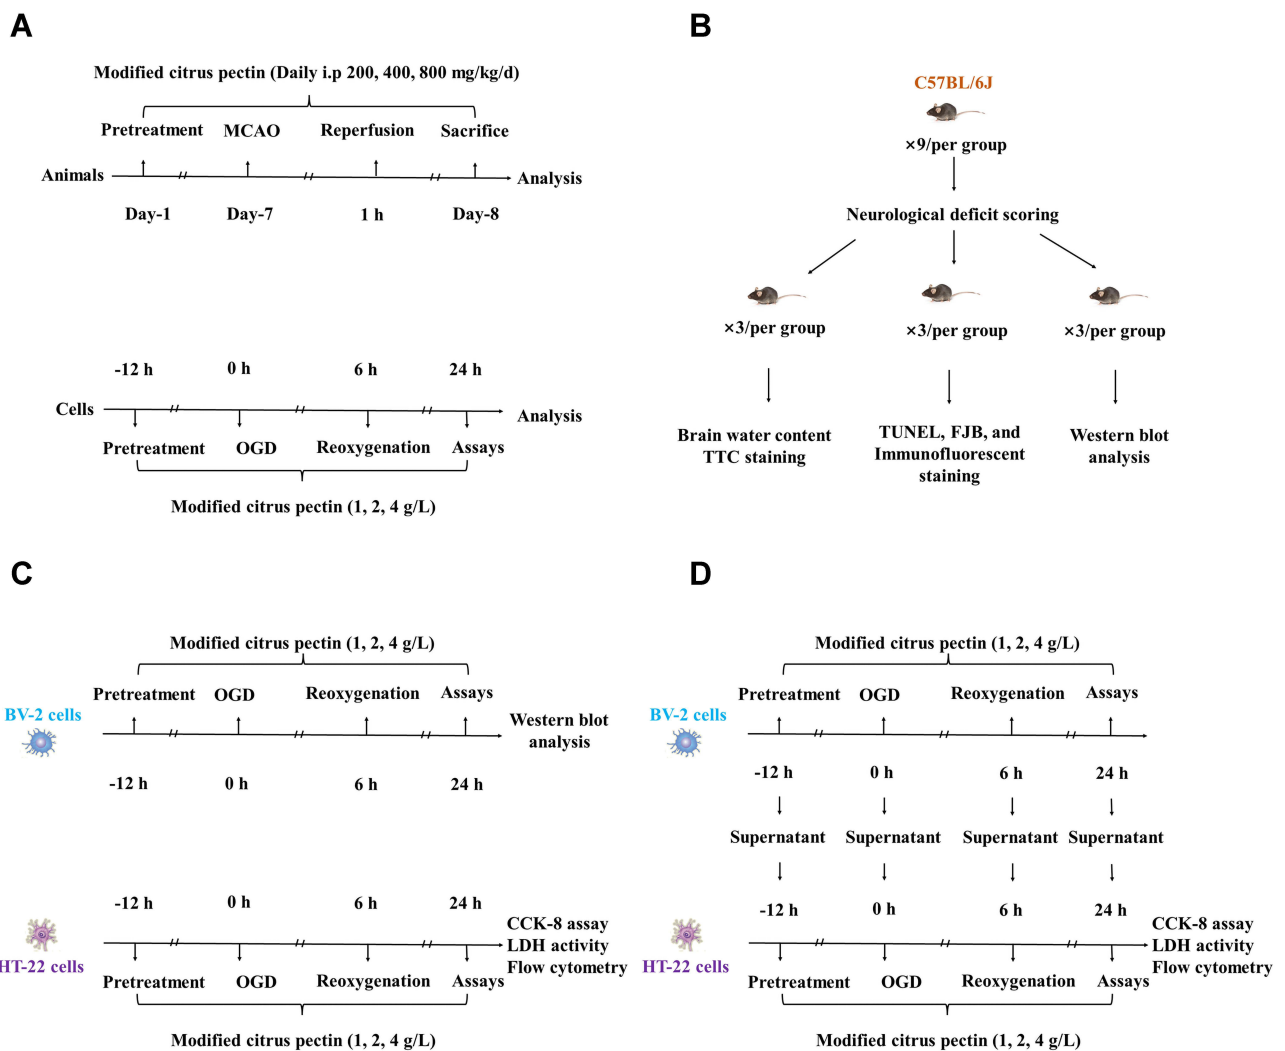 A
Modified citrus pectin (Daily i.p 200, 400, 800 mg/kg/d)
Pretreatment MCAO Reperfusion Sacrifice
Animals Analysis
Day-1 Day-7 1 h Day-8
-12 h 0 h 6 h 24 h
Cells Analysis
Pretreatment OGD Reoxygenation Assays
Modified citrus pectin (1, 2, 4 g/L)
B
C57BL/6J
×9/per group
Neurological deficit scoring
×3/per group ×3/per group ×3/per group
Brain water content
TTC staining
TUNEL, FJB, and
Immunofluorescent
staining
Western blot
analysis
C
Modified citrus pectin (1, 2, 4 g/L)
Pretreatment OGD Reoxygenation Assays
BV-2 cells
Western blot
analysis
-12 h 0 h 6 h 24 h
-12 h 0 h 6 h 24 h
HT-22 cells
CCK-8 assay
LDH activity
Flow cytometry
Pretreatment OGD Reoxygenation Assays
Modified citrus pectin (1, 2, 4 g/L)
D
Modified citrus pectin (1, 2, 4 g/L)
Pretreatment OGD Reoxygenation Assays
BV-2 cells
-12 h 0 h 6 h 24 h
Supernatant Supernatant Supernatant Supernatant
-12 h 0 h 6 h 24 h
HT-22 cells
CCK-8 assay
LDH activity
Flow cytometry
Pretreatment OGD Reoxygenation Assays
Modified citrus pectin (1, 2, 4 g/L)